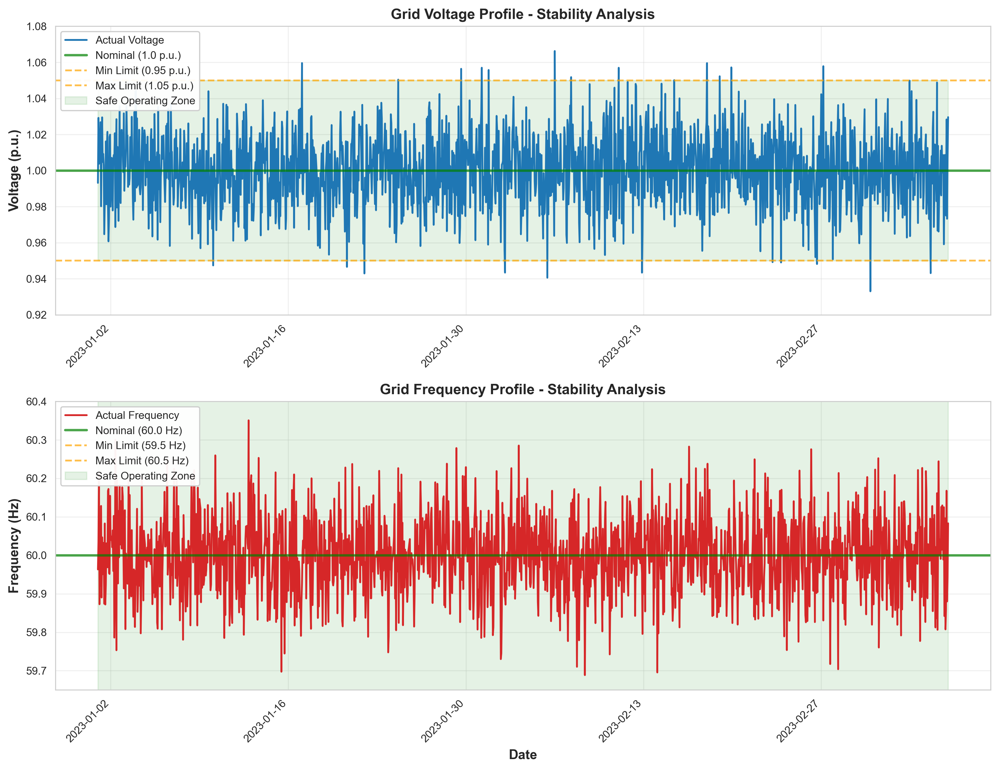 Grid Voltage Profile - Stability Analysis
1.08
1.06
1.04
1.02
1.00
0.98
0.96
0.94
0.92
Voltage (p.u.)
Actual Voltage
Nominal (1.0 p.u.)
Min Limit (0.95 p.u.)
Max Limit (1.05 p.u.)
Safe Operating Zone
2023-01-02
2023-01-16
2023-01-30
2023-02-13
2023-02-27
Grid Frequency Profile - Stability Analysis
60.4
60.3
60.2
60.1
60.0
59.9
59.8
59.7
Frequency (Hz)
Actual Frequency
Nominal (60.0 Hz)
Min Limit (59.5 Hz)
Max Limit (60.5 Hz)
Safe Operating Zone
2023-01-02
2023-01-16
2023-01-30
2023-02-13
2023-02-27
Date